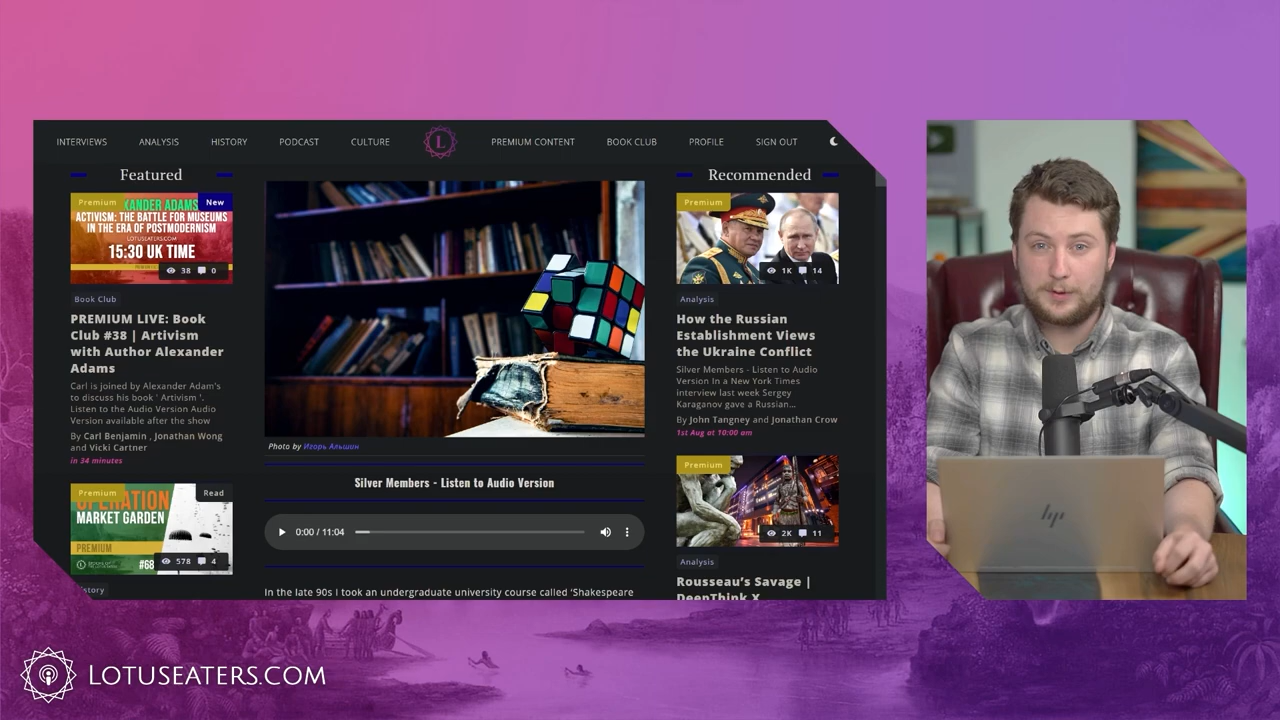 INTERVIEWS ANALYSIS HISTORY PODCAST CULTURE L PREMIUM CONTENT BOOK CLUB PROFILE SIGN OUT
Featured
Premium
New
XANDER ADAMS
ACTIVISM: THE BATTLE FOR MUSEUMS
IN THE ERA OF POSTMODERNISM
LOTUSEATERS.COM
15:30 UK TIME
38 0
Book Club
PREMIUM LIVE: Book
Club #38 | Artivism
with Author Alexander
Adams
Carl is joined by Alexander Adam's
to discuss his book ' Artivism '.
Listen to the Audio Version Audio
Version available after the show
By Carl Benjamin , Jonathan Wong
and Vicki Cartner
in 34 minutes
Premium
Read
OPERATION
MARKET GARDEN
PREMIUM
#68
578 4
History
Photo by Игорь Альшин
Silver Members - Listen to Audio Version
0:00 / 11:04
In the late 90s I took an undergraduate university course called 'Shakespeare
Recommended
Premium
1K 14
Analysis
How the Russian
Establishment Views
the Ukraine Conflict
Silver Members - Listen to Audio
Version In a New York Times
interview last week Sergey
Karaganov gave a Russian...
By John Tangney and Jonathan Crow
1st Aug at 10:00 am
Premium
2K 11
Analysis
Rousseau's Savage |
DeepThink X
hp
LOTUSEATERS.COM